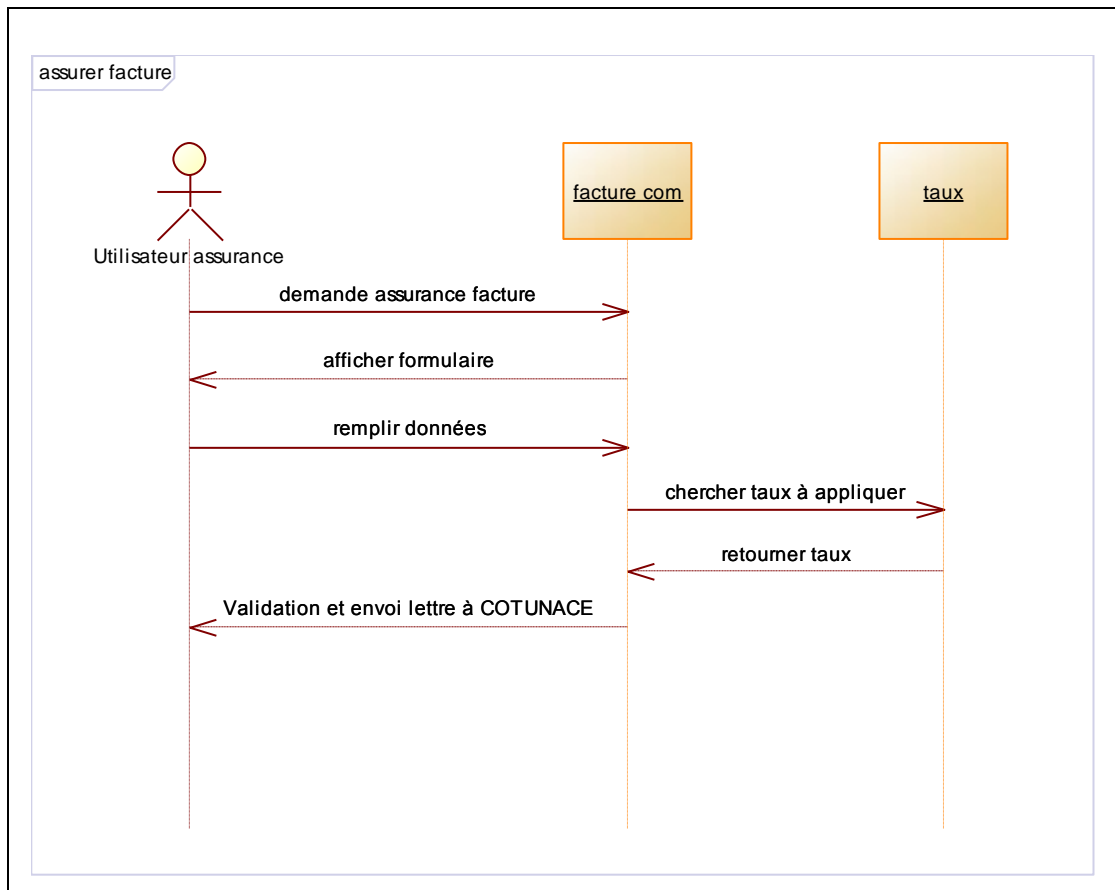 assurer facture
facture com
taux
Utilisateur assurance
demande assurance facture
afficher formulaire
remplir données
chercher taux à appliquer
retourner taux
Validation et envoi lettre à COTUNACE